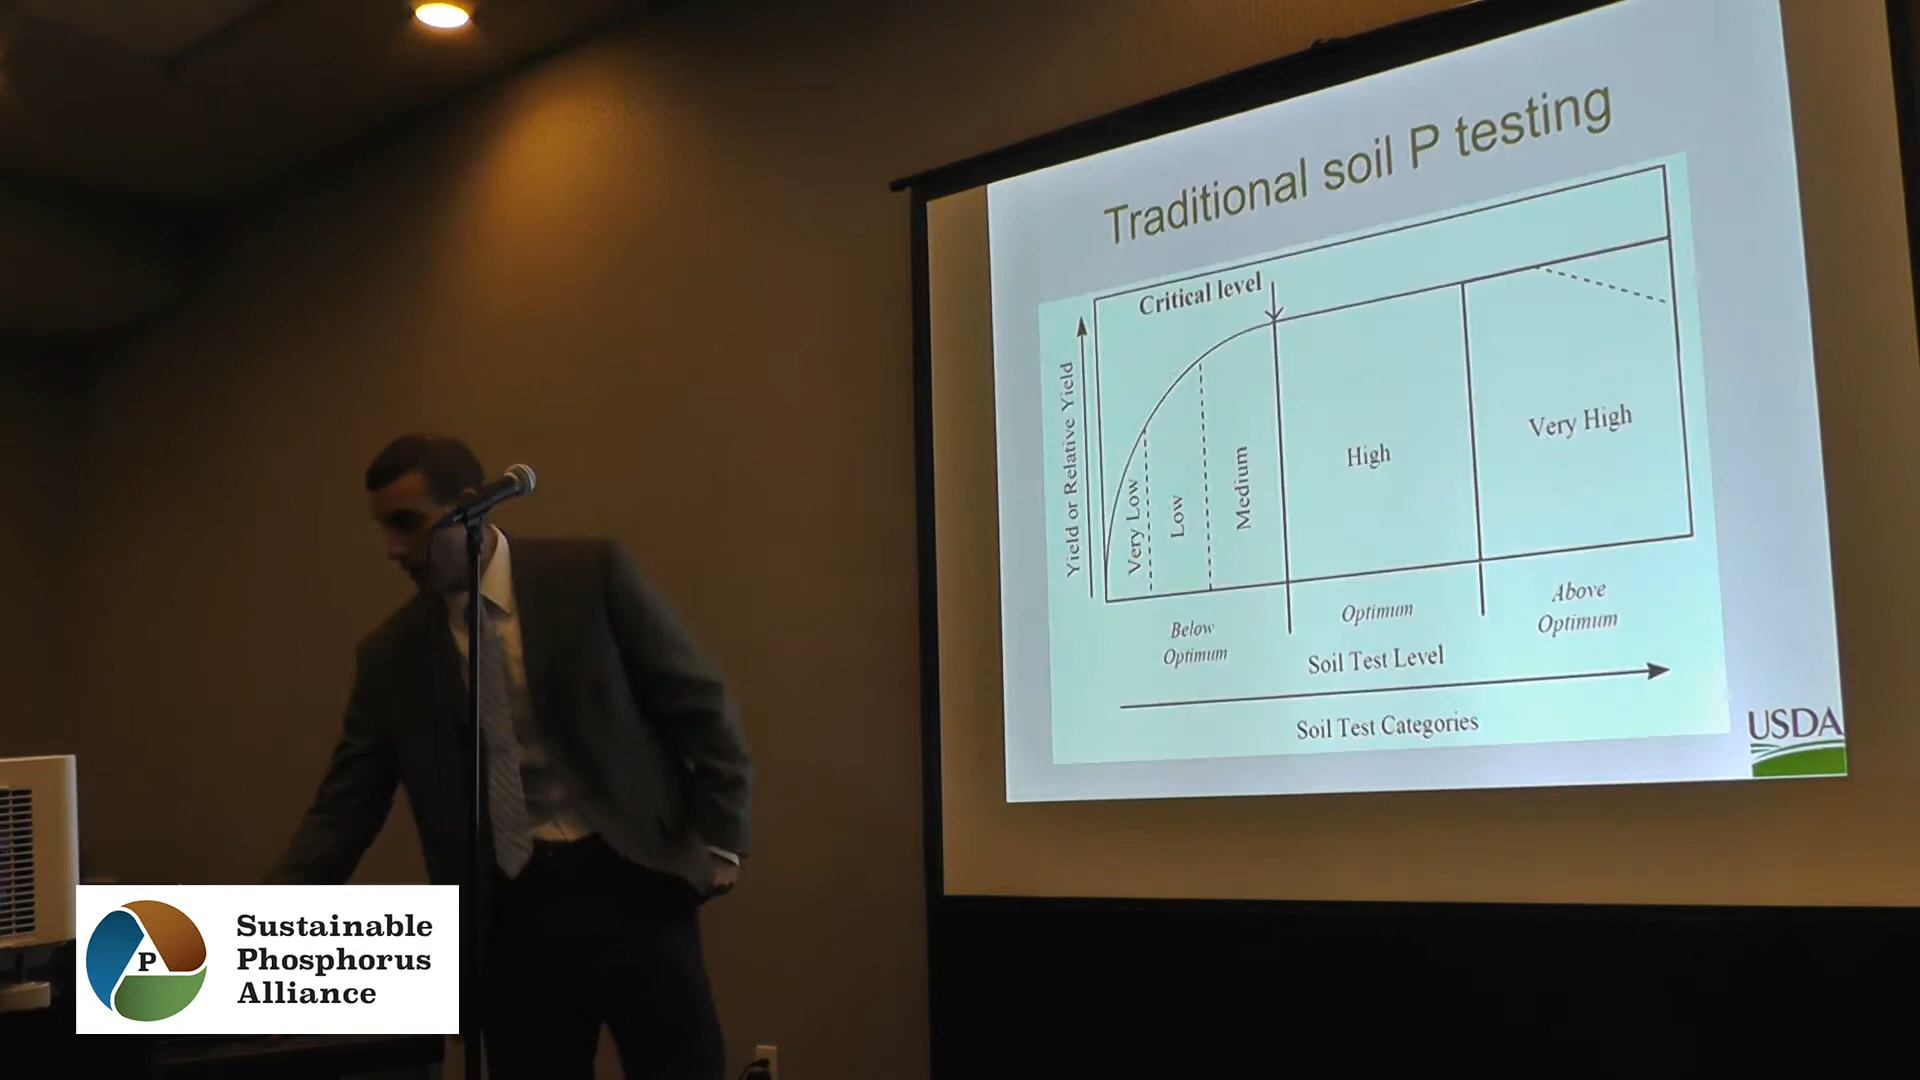 Traditional soil P testing
Critical level
Yield or Relative Yield
Very Low
Low
Medium
High
Very High
Below
Optimum
Optimum
Above
Optimum
Soil Test Level
Soil Test Categories
USDA
P
Sustainable
Phosphorus
Alliance